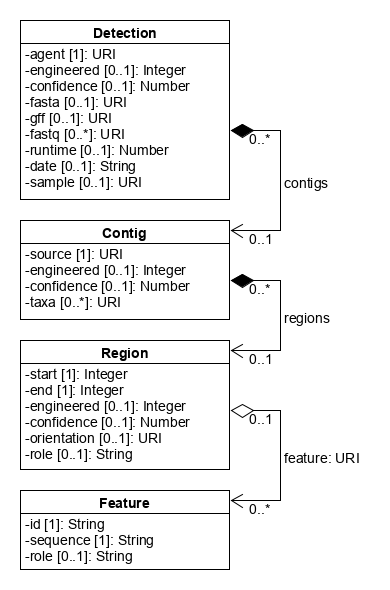 Detection
-agent [1]: URI
-engineered [0..1]: Integer
-confidence [0..1]: Number
-fasta [0..1]: URI
-gff [0..1]: URI
-fastq [0..*]: URI
-runtime [0..1]: Number
-date [0..1]: String
-sample [0..1]: URI
0..*
contigs
0..1
Contig
-source [1]: URI
-engineered [0..1]: Integer
-confidence [0..1]: Number
-taxa [0..*]: URI
0..*
regions
0..1
Region
-start [1]: Integer
-end [1]: Integer
-engineered [0..1]: Integer
-confidence [0..1]: Number
-orientation [0..1]: URI
-role [0..1]: String
0..1
feature: URI
0..*
Feature
-id [1]: String
-sequence [1]: String
-role [0..1]: String